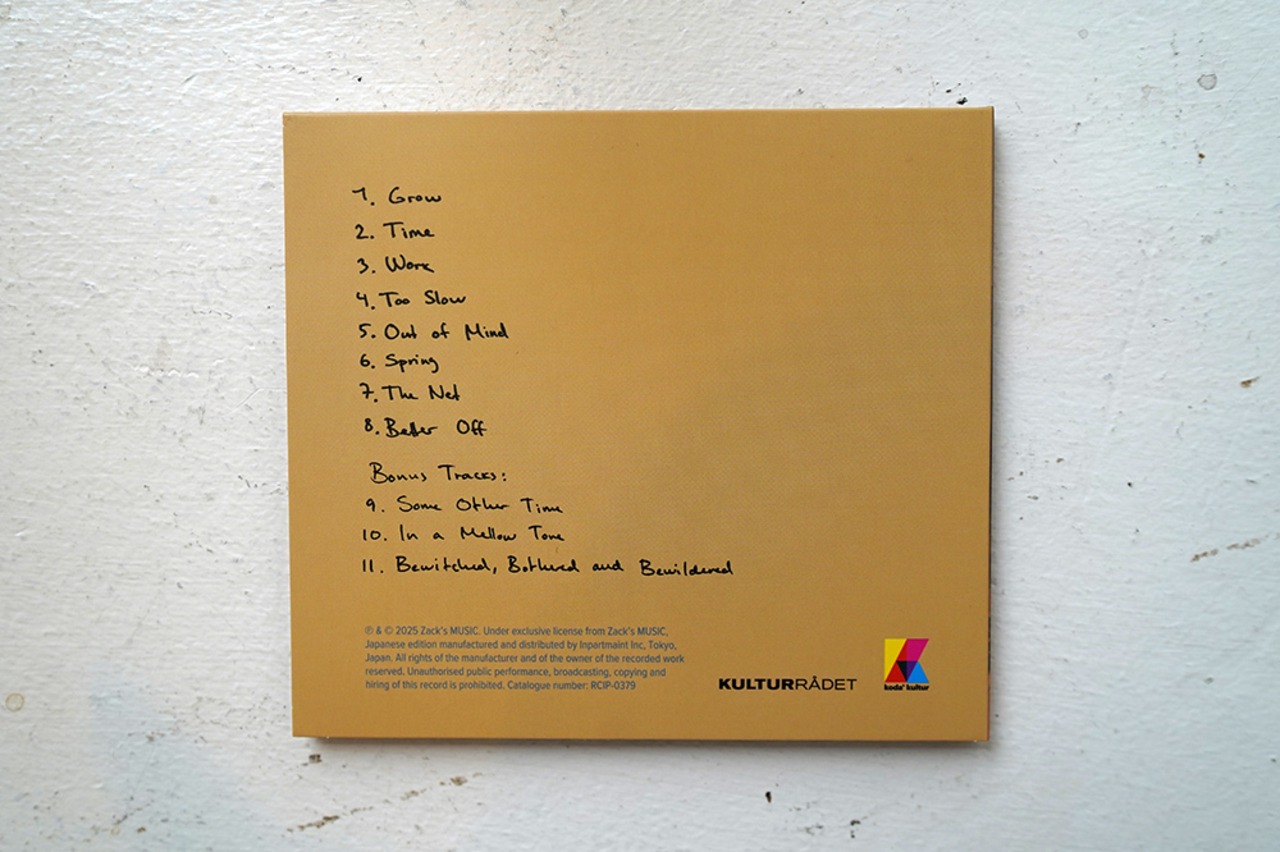 1. Grow
2. Time
3. Work
4. Too Slow
5. Out of Mind
6. Spring
7. The Net
8. Better Off
Bonus Tracks:
9. Some Other Time
10. In a Mellow Tone
11. Bewitched, Bothered and Bewildered
℗ & © 2025 Zack's MUSIC. Under exclusive license from Zack's MUSIC,
Japanese edition manufactured and distributed by Inpartmaint Inc, Tokyo,
Japan. All rights of the manufacturer and of the owner of the recorded work
reserved. Unauthorised public performance, broadcasting, copying and
hiring of this record is prohibited. Catalogue number: RCIP-0379
KULTURRÅDET
koda° kultur